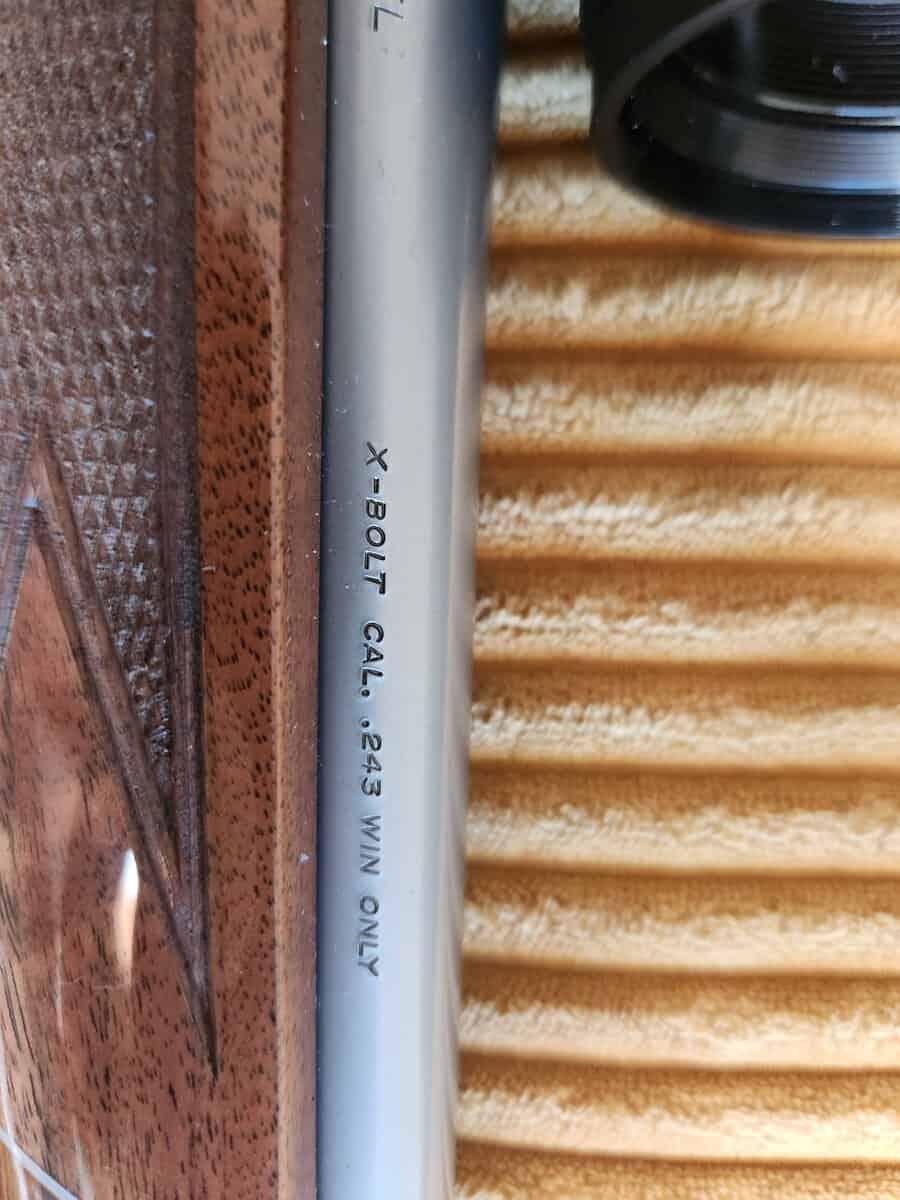 X-BOLT CAL. .243 WIN ONLY